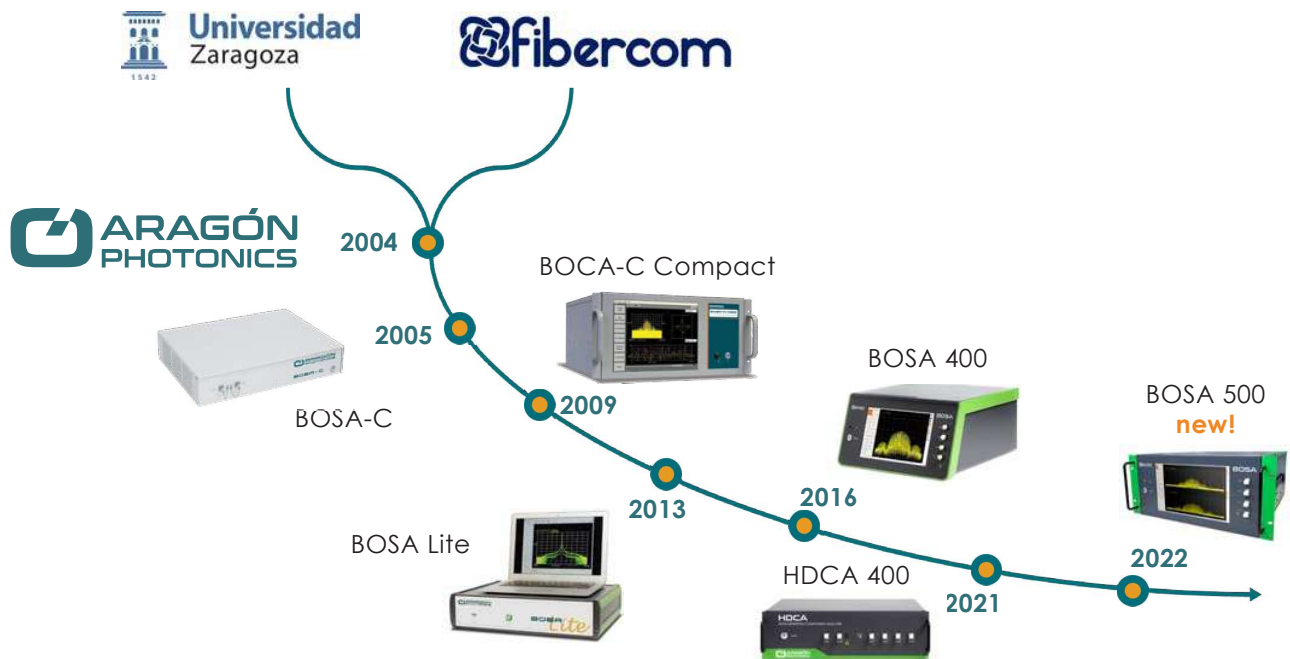 Universidad
Zaragoza
1542
fibercom
ARAGÓN
PHOTONICS
2004
BOCA-C Compact
2005
BOSA-C
2009
BOSA 400
BOSA
BOSA 500
new!
BOSA
2013
2016
BOSA Lite
BOSA Lite
HDCA 400
HDCA
2021
2022